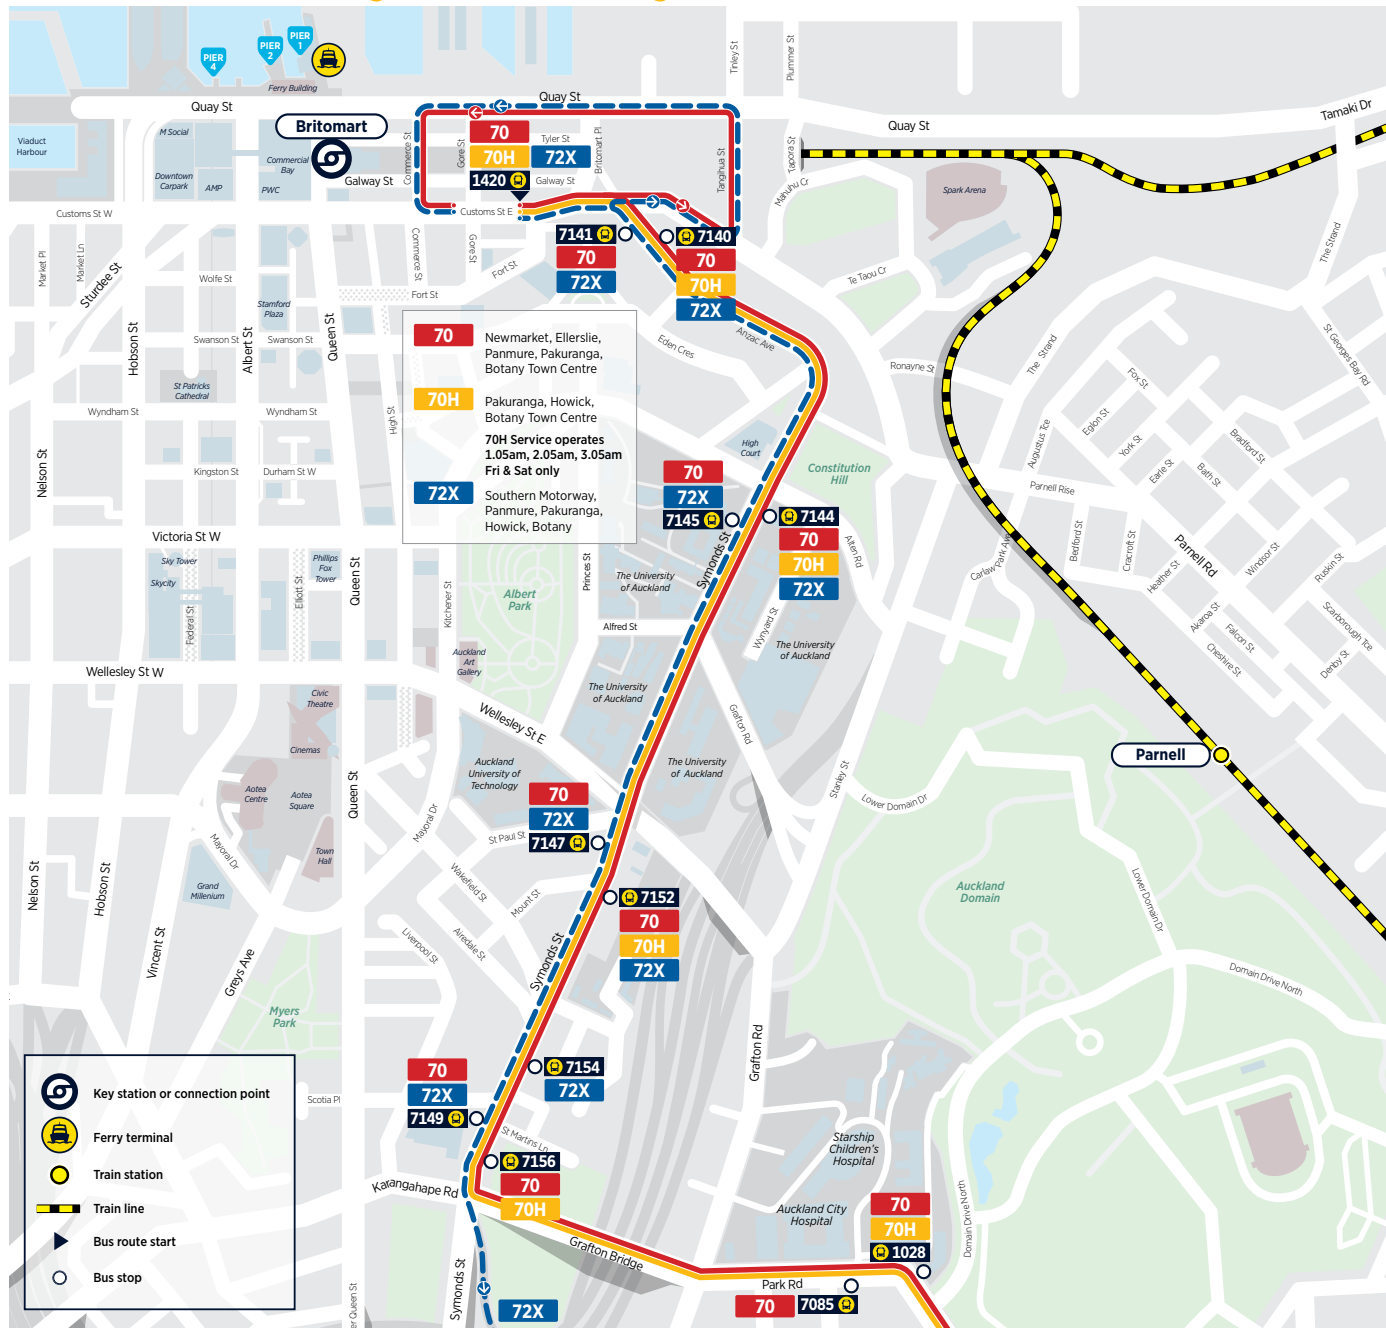 PIER
4
PIER
2
PIER
1
Ferry Building
Quay St
Quay St
Quay St
Tinley St
Plummer St
Tamaki Dr
Viaduct
Harbour
M Social
Britomart
Commercial
Bay
Downtown
Carpark
AMP
PWC
Galway St
Commerce St
Gore St
70
70H
72X
1420
Tyler St
Galway St
Britomart Pl
Tangihua St
Tapora St
Mahuhu Cr
Spark Arena
The Strand
Customs St W
Customs St E
7141
70
72X
7140
70
70H
72X
Market Pl
Market Ln
Sturdee St
Commerce St
Gore St
Fort St
Fort St
Wolfe St
Stamford
Plaza
Te Taou Cr
Hobson St
Swanson St
Albert St
Swanson St
Queen St
Eden Cres
Anzac Ave
Ronayne St
The Strand
St Georges Bay Rd
70
Newmarket, Ellerslie,
Panmure, Pakuranga,
Botany Town Centre
70H
Pakuranga, Howick,
Botany Town Centre
70H Service operates
1.05am, 2.05am, 3.05am
Fri & Sat only
72X
Southern Motorway,
Panmure, Pakuranga,
Howick, Botany
St Patricks
Cathedral
Wyndham St
Wyndham St
High St
Fox St
Eglon St
York St
Augustus Tce
Bradford St
Bath St
Earle St
High
Court
Constitution
Hill
Nelson St
Kingston St
Durham St W
Parnell Rise
70
72X
7145
7144
70
70H
72X
Symonds St
Alten Rd
Carlaw Park Ave
Bedford St
Cracroft St
Heather St
Parnell Rd
Windsor St
Ruskin St
Victoria St W
Sky Tower
Skycity
Phillips
Fox
Tower
Queen St
Elliott St
Federal St
Kitchener St
Princes St
Albert
Park
The University
of Auckland
Alfred St
Wynyard St
The University
of Auckland
Akaroa St
Falcon St
Cheshire St
Scarborough Tce
Denby St
Wellesley St W
Auckland
Art
Gallery
The University
of Auckland
Civic
Theatre
Wellesley St E
Grafton Rd
Cinemas
Parnell
Auckland
University of
Technology
The University
of Auckland
Stanley St
Lower Domain Dr
Aotea
Centre
Aotea
Square
Queen St
Mayoral Dr
Mayoral Dr
Town
Hall
70
72X
7147
St Paul St
Wakefield St
Mount St
Airedale St
Liverpool St
Nelson St
Hobson St
Grand
Millenium
7152
70
70H
72X
Auckland
Domain
Lower Domain Dr
Vincent St
Greys Ave
Symonds St
Domain Drive North
Myers
Park
Grafton Rd
70
72X
7149
7154
72X
Scotia Pl
St Martins Ln
7156
70
70H
Starship
Children's
Hospital
Karangahape Rd
Auckland City
Hospital
70
70H
1028
Domain Drive North
Grafton Bridge
Park Rd
70
7085
Symonds St
72X
er Queen St
Key station or connection point
Ferry terminal
Train station
Train line
Bus route start
Bus stop